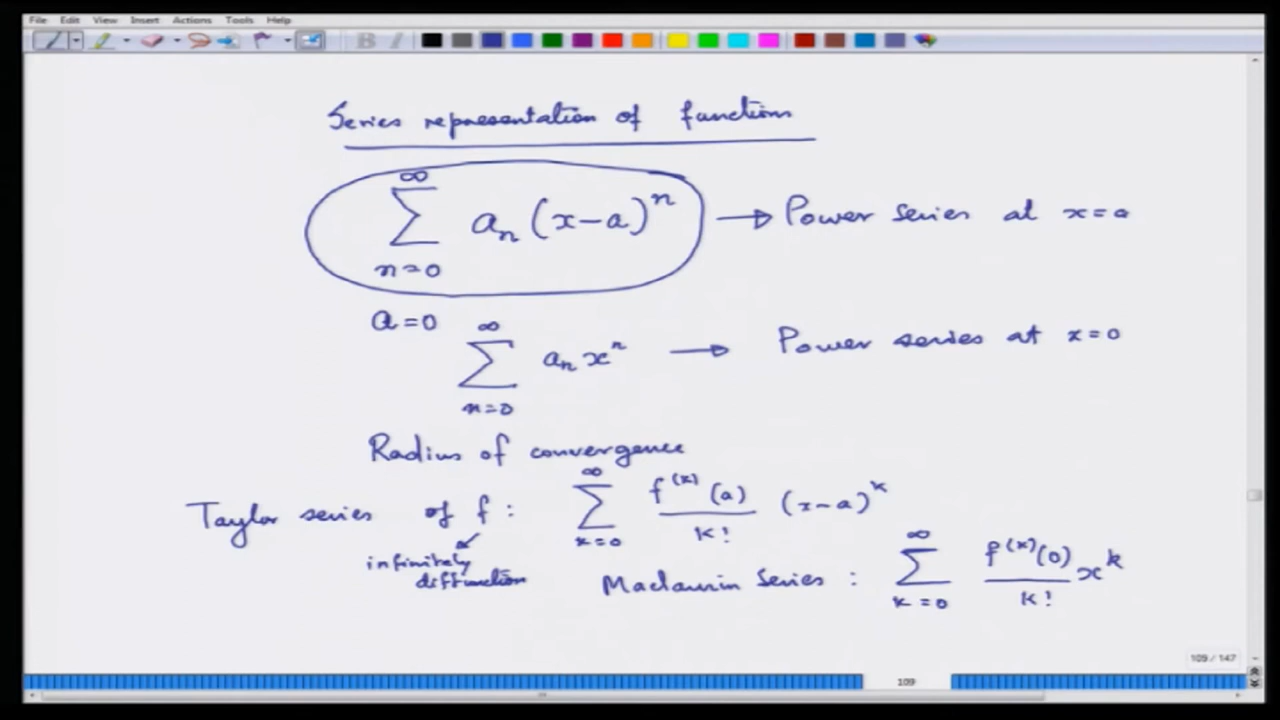 File Edit View Insert Actions Tools Help
Series representation of functions
∞
∑ aₙ (x-a)ⁿ → Power series at x=a
n=0
a=0
∞
∑ aₙ xⁿ → Power series at x=0
n=0
Radius of convergence
∞
Taylor series of f : ∑ f⁽ᵏ⁾(a)/k! (x-a)ᵏ
k=0
infinitely
diffunction
∞
Maclaurin Series : ∑ f⁽ᵏ⁾(0)/k! xᵏ
k=0
109 / 147
109